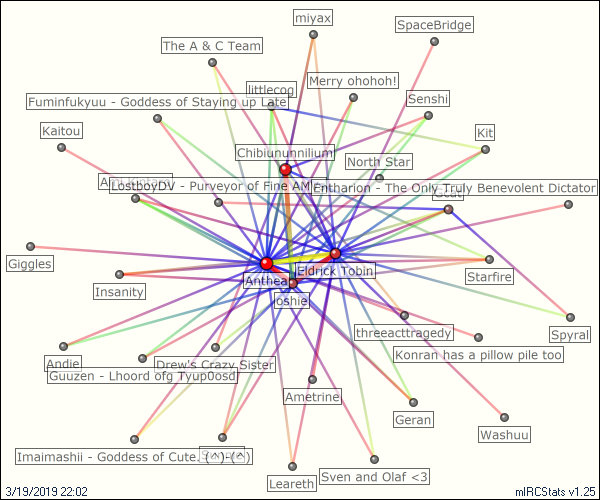 miyax
SpaceBridge
The A & C Team
littlecog
Merry ohohoh!
Fuminfukyuu - Goddess of Staying up Late
Senshi
Kaitou
Kit
Chibiununnilium
North Star
LostboyDV - Purveyor of Fine AM
Entharion - The Only Truly Benevolent Dictator
Giggles
Anthea
Eldrick Tobin
Starfire
Insanity
oshie
threeacttragedy
Spyral
Andie
Drew's Crazy Sister
Konran has a pillow pile too
Guuzen - Lhoord ofg Tyup0osd
Ametrine
Geran
Washuu
Imaimashii - Goddess of Cute. (^-(^)
Leareth
Sven and Olaf <3
3/19/2019 22:02
mIRCStats v1.25